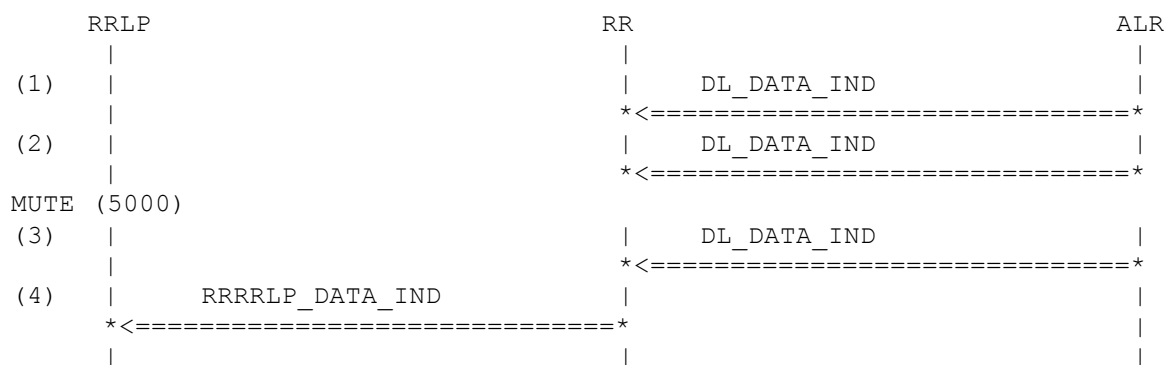 RRLP RR ALR
| | |
(1) | | DL_DATA_IND |
| *<==============================*
(2) | | DL_DATA_IND |
| *<==============================*
MUTE (5000)
(3) | | DL_DATA_IND |
| *<==============================*
(4) | RRRRLP_DATA_IND | |
*<==============================* |
| | |